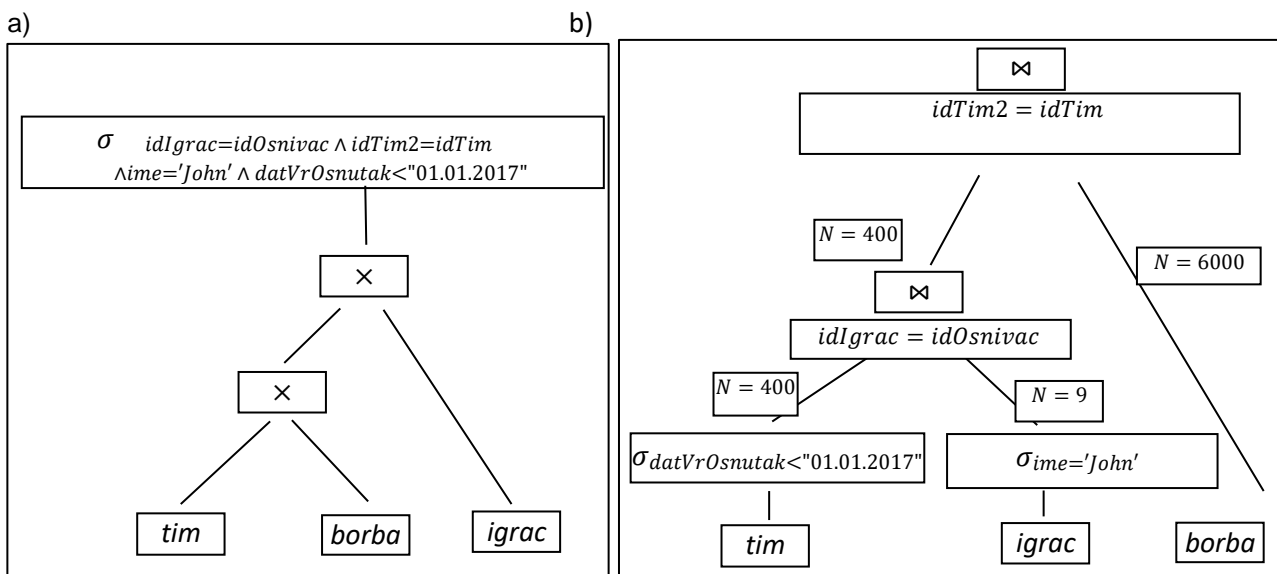 a)
σ idIgrac=idOsnivac ∧ idTim2=idTim
∧ime='John' ∧ datVrOsnutak<"01.01.2017"
×
×
tim
borba
igrac
b)
⋈
idTim2 = idTim
N = 400
N = 6000
⋈
idIgrac = idOsnivac
N = 400
N = 9
σdatVrOsnutak<"01.01.2017"
σime='John'
tim
igrac
borba